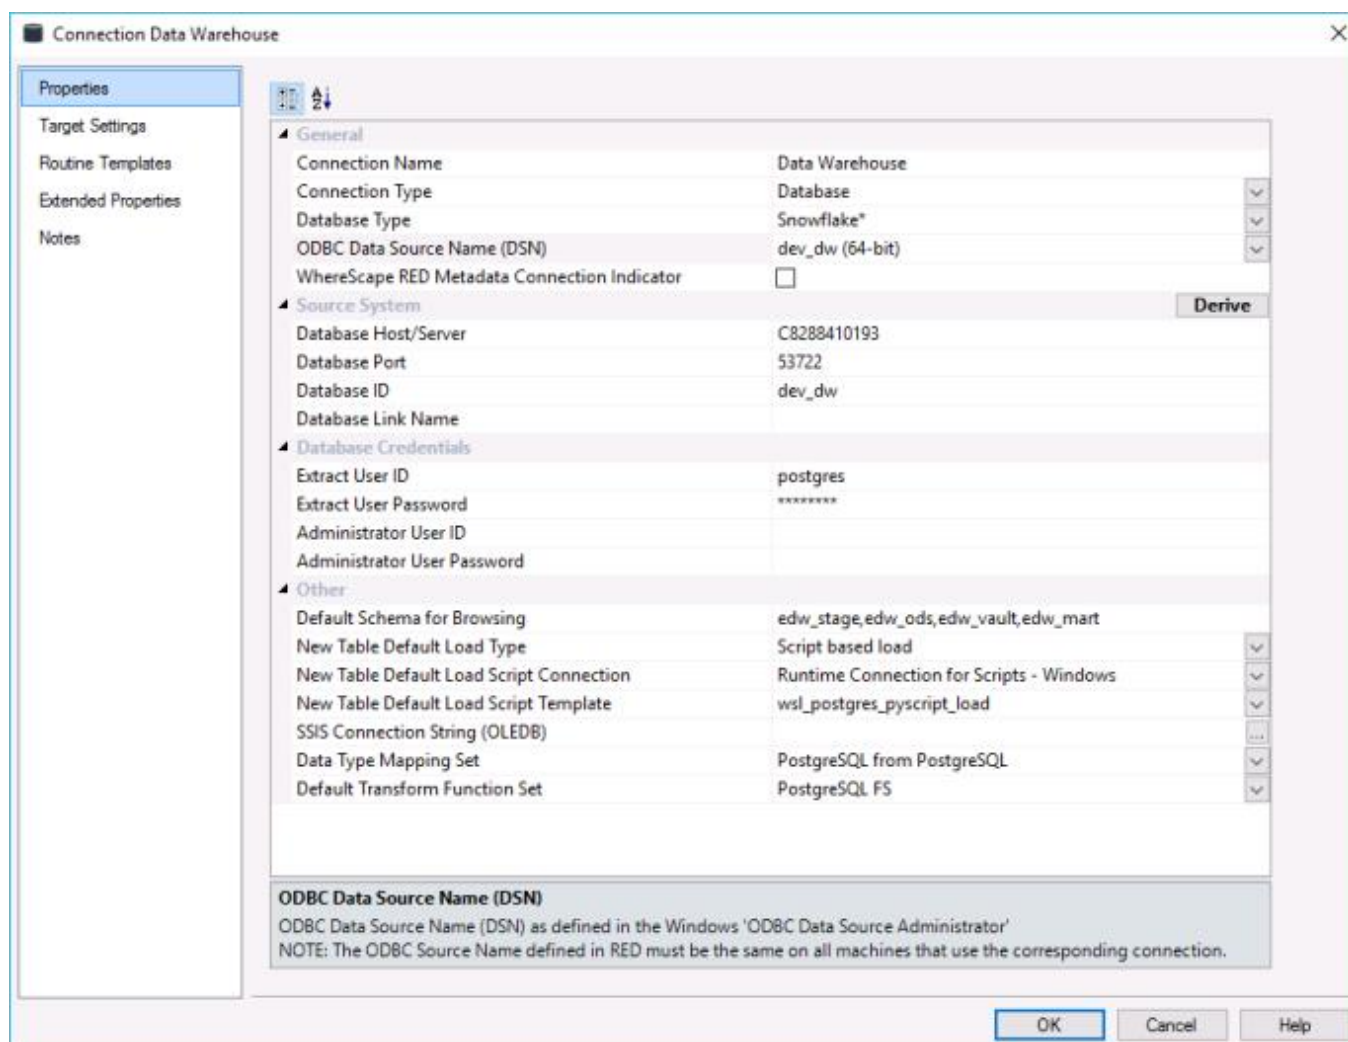 Connection Data Warehouse
Properties
Target Settings
Routine Templates
Extended Properties
Notes
General
Connection Name Data Warehouse
Connection Type Database
Database Type Snowflake*
ODBC Data Source Name (DSN) dev_dw (64-bit)
WhereScape RED Metadata Connection Indicator
Source System Derive
Database Host/Server C8288410193
Database Port 53722
Database ID dev_dw
Database Link Name
Database Credentials
Extract User ID postgres
Extract User Password ********
Administrator User ID
Administrator User Password
Other
Default Schema for Browsing edw_stage,edw_ods,edw_vault,edw_mart
New Table Default Load Type Script based load
New Table Default Load Script Connection Runtime Connection for Scripts - Windows
New Table Default Load Script Template wsl_postgres_pyscript_load
SSIS Connection String (OLEDB) ...
Data Type Mapping Set PostgreSQL from PostgreSQL
Default Transform Function Set PostgreSQL FS
ODBC Data Source Name (DSN)
ODBC Data Source Name (DSN) as defined in the Windows 'ODBC Data Source Administrator'
NOTE: The ODBC Source Name defined in RED must be the same on all machines that use the corresponding connection.
OK Cancel Help